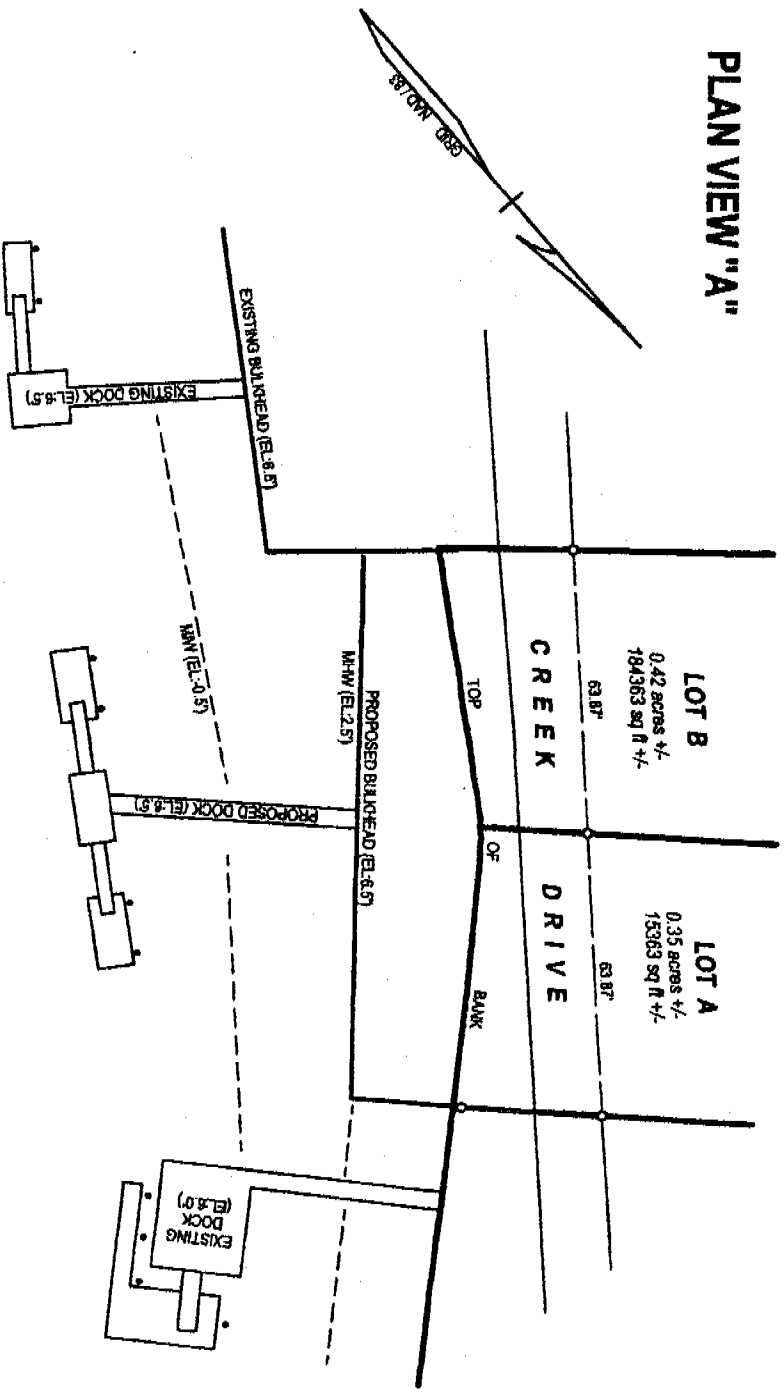 PLAN VIEW "A"
GRID NAD / 83
LOT B
0.42 acres +/-
184363 sq ft +/-
63.87'
LOT A
0.35 acres +/-
15363 sq ft +/-
63.87'
CREEK DRIVE
TOP OF BANK
EXISTING BULKHEAD (EL:6.5')
EXISTING DOCK (EL:6.5')
PROPOSED BULKHEAD (EL:6.5')
MHW (EL:2.5')
MLW (EL:-0.5')
PROPOSED DOCK (EL:6.5')
EXISTING
DOCK
(EL:6.0')